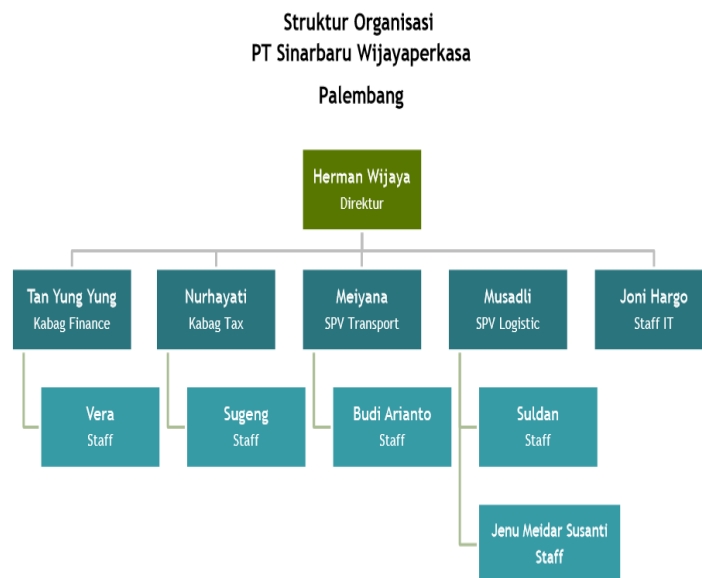 Struktur Organisasi
PT Sinarbaru Wijayaperkasa
Palembang
Herman Wijaya
Direktur
Tan Yung Yung
Kabag Finance
Nurhayati
Kabag Tax
Meiyana
SPV Transport
Musadli
SPV Logistic
Joni Hargo
Staff IT
Vera
Staff
Sugeng
Staff
Budi Arianto
Staff
Suldan
Staff
Jenu Meidar Susanti
Staff